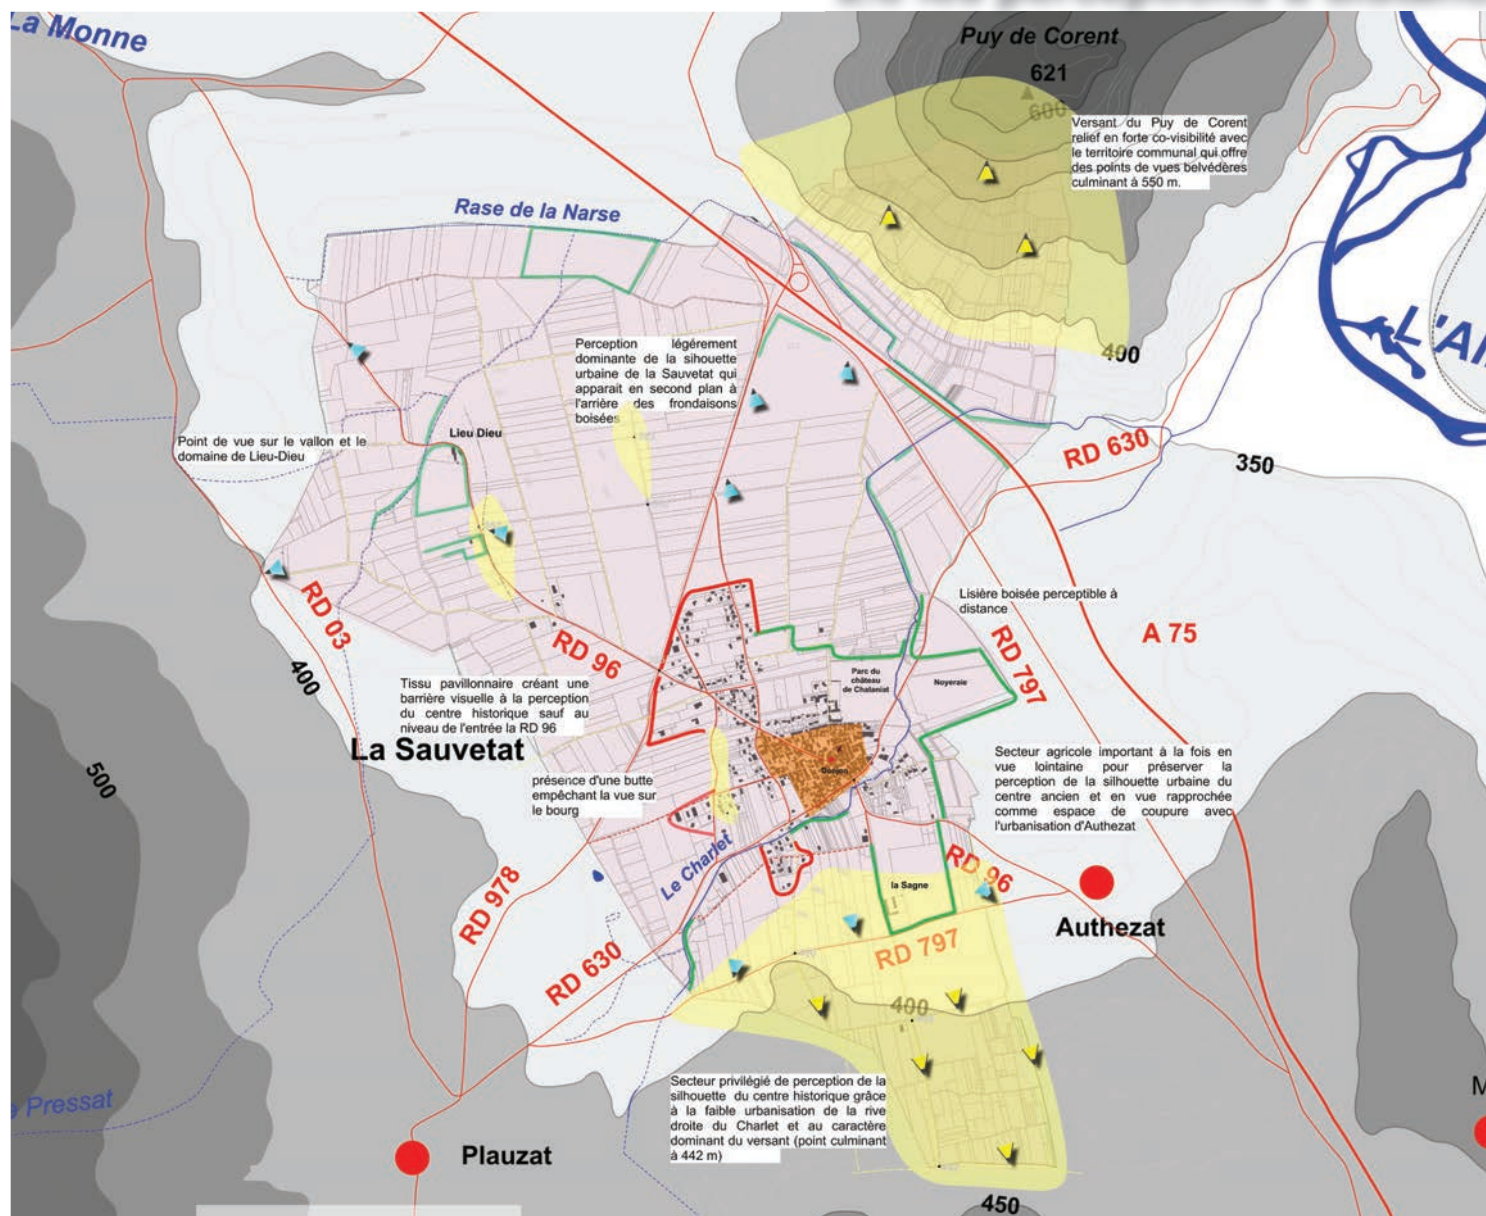 La Monne
Puy de Corent
621
600
Versant du Puy de Corent
relief en forte co-visibilité avec
le territoire communal qui offre
des points de vues belvédères
culminant à 550 m.
Rase de la Narse
400
L'Al
Perception légérement
dominante de la sihouette
urbaine de la Sauvetat qui
apparait en second plan à
l'arrière des frondaisons
boisées
Lieu Dieu
Point de vue sur le vallon et le
domaine de Lieu-Dieu
RD 630
350
RD 03
Lisière boisée perceptible à
distance
A 75
RD 96
RD 797
400
Parc du
château
de Chalaniat
Noyeraie
Tissu pavillonnaire créant une
barrière visuelle à la perception
du centre historique sauf au
niveau de l'entrée la RD 96
La Sauvetat
500
présence d'une butte
empêchant la vue sur
le bourg
Donjon
Secteur agricole important à la fois en
vue lointaine pour préserver la
perception de la silhouette urbaine du
centre ancien et en vue rapprochée
comme espace de coupure avec
l'urbanisation d'Authezat
Le Charlet
RD 96
la Sagne
RD 978
Authezat
RD 797
RD 630
400
Secteur privilégié de perception de la
silhouette du centre historique grâce
à la faible urbanisation de la rive
droite du Charlet et au caractère
dominant du versant (point culminant
à 442 m)
Pressat
M
Plauzat
450